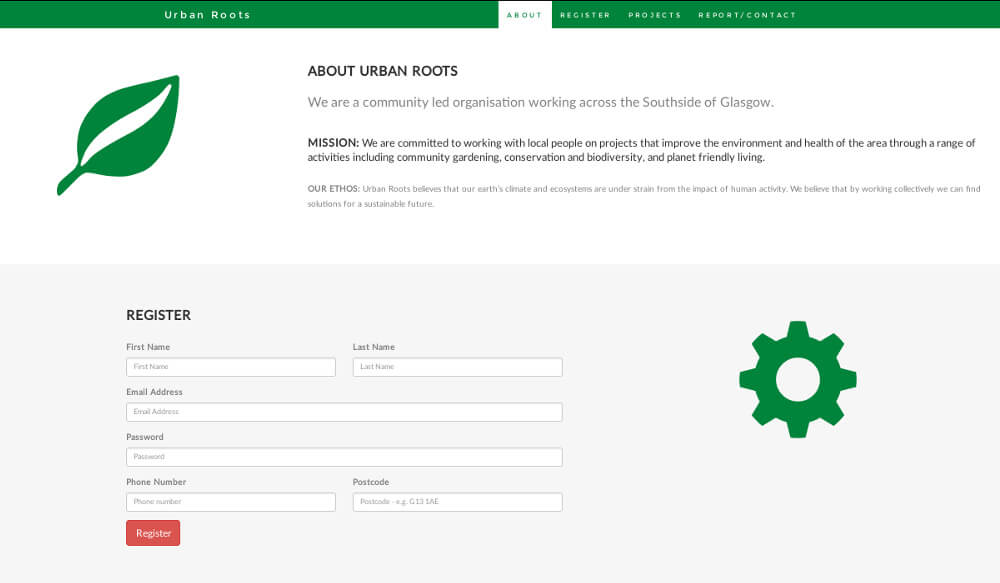 Urban Roots
ABOUT REGISTER PROJECTS REPORT/CONTACT
ABOUT URBAN ROOTS
We are a community led organisation working across the Southside of Glasgow.
MISSION: We are committed to working with local people on projects that improve the environment and health of the area through a range of
activities including community gardening, conservation and biodiversity, and planet friendly living.
OUR ETHOS: Urban Roots believes that our earth's climate and ecosystems are under strain from the impact of human activity. We believe that by working collectively we can find
solutions for a sustainable future.
REGISTER
First Name Last Name
First Name Last Name
Email Address
Email Address
Password
Password
Phone Number Postcode
Phone number Postcode - e.g. G13 1AE
Register